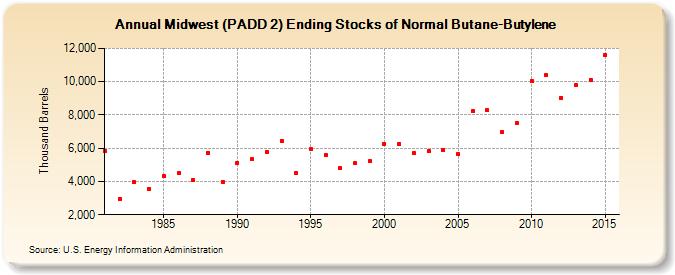 Annual Midwest (PADD 2) Ending Stocks of Normal Butane-Butylene
Thousand Barrels
12,000
10,000
8,000
6,000
4,000
2,000
1985 1990 1995 2000 2005 2010 2015
Source: U.S. Energy Information Administration